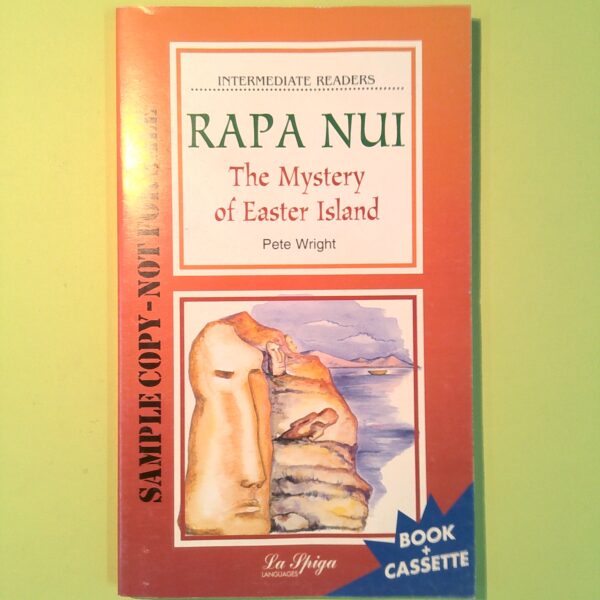 INTERMEDIATE READERS
RAPA NUI
The Mystery
of Easter Island
Pete Wright
SAMPLE COPY - NOT FOR SALE
La Spiga
LANGUAGES
BOOK
+
CASSETTE